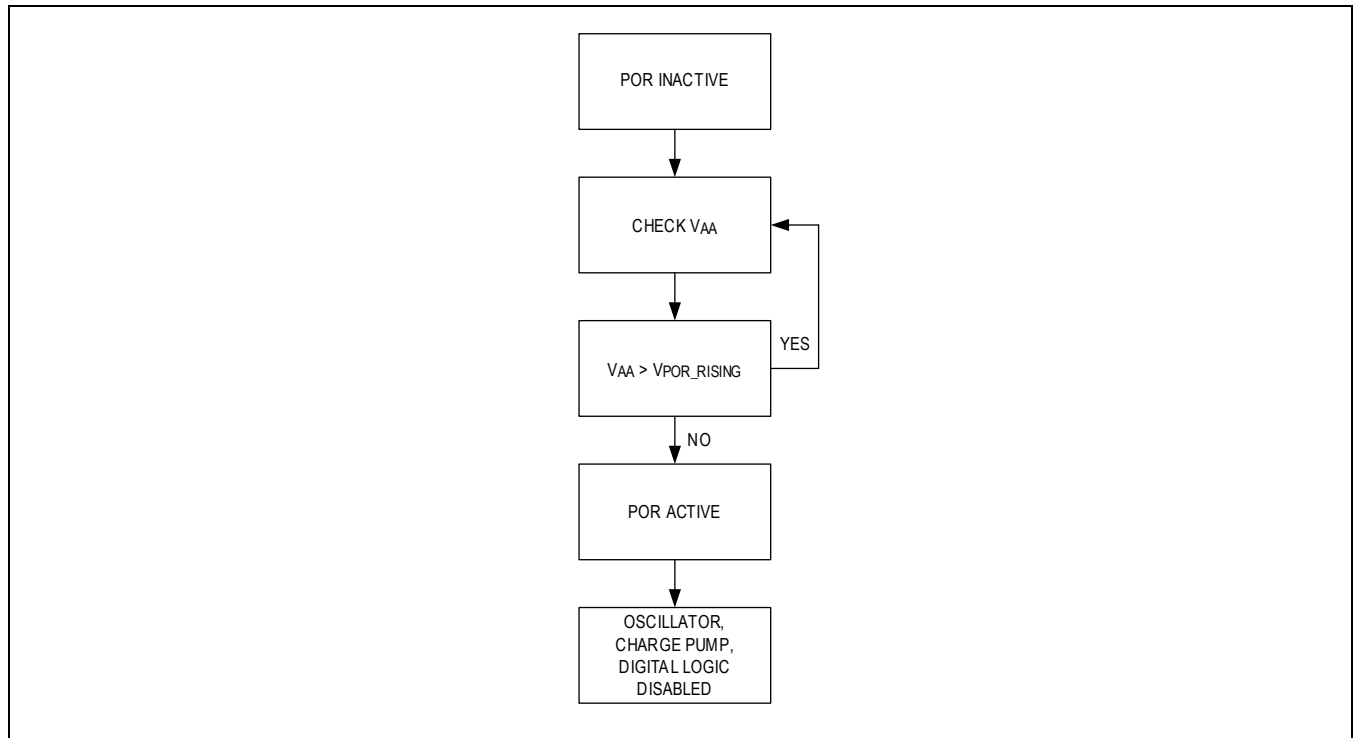 POR INACTIVE
CHECK VAA
YES
VAA > VPOR_RISING
NO
POR ACTIVE
OSCILLATOR,
CHARGE PUMP,
DIGITAL LOGIC
DISABLED